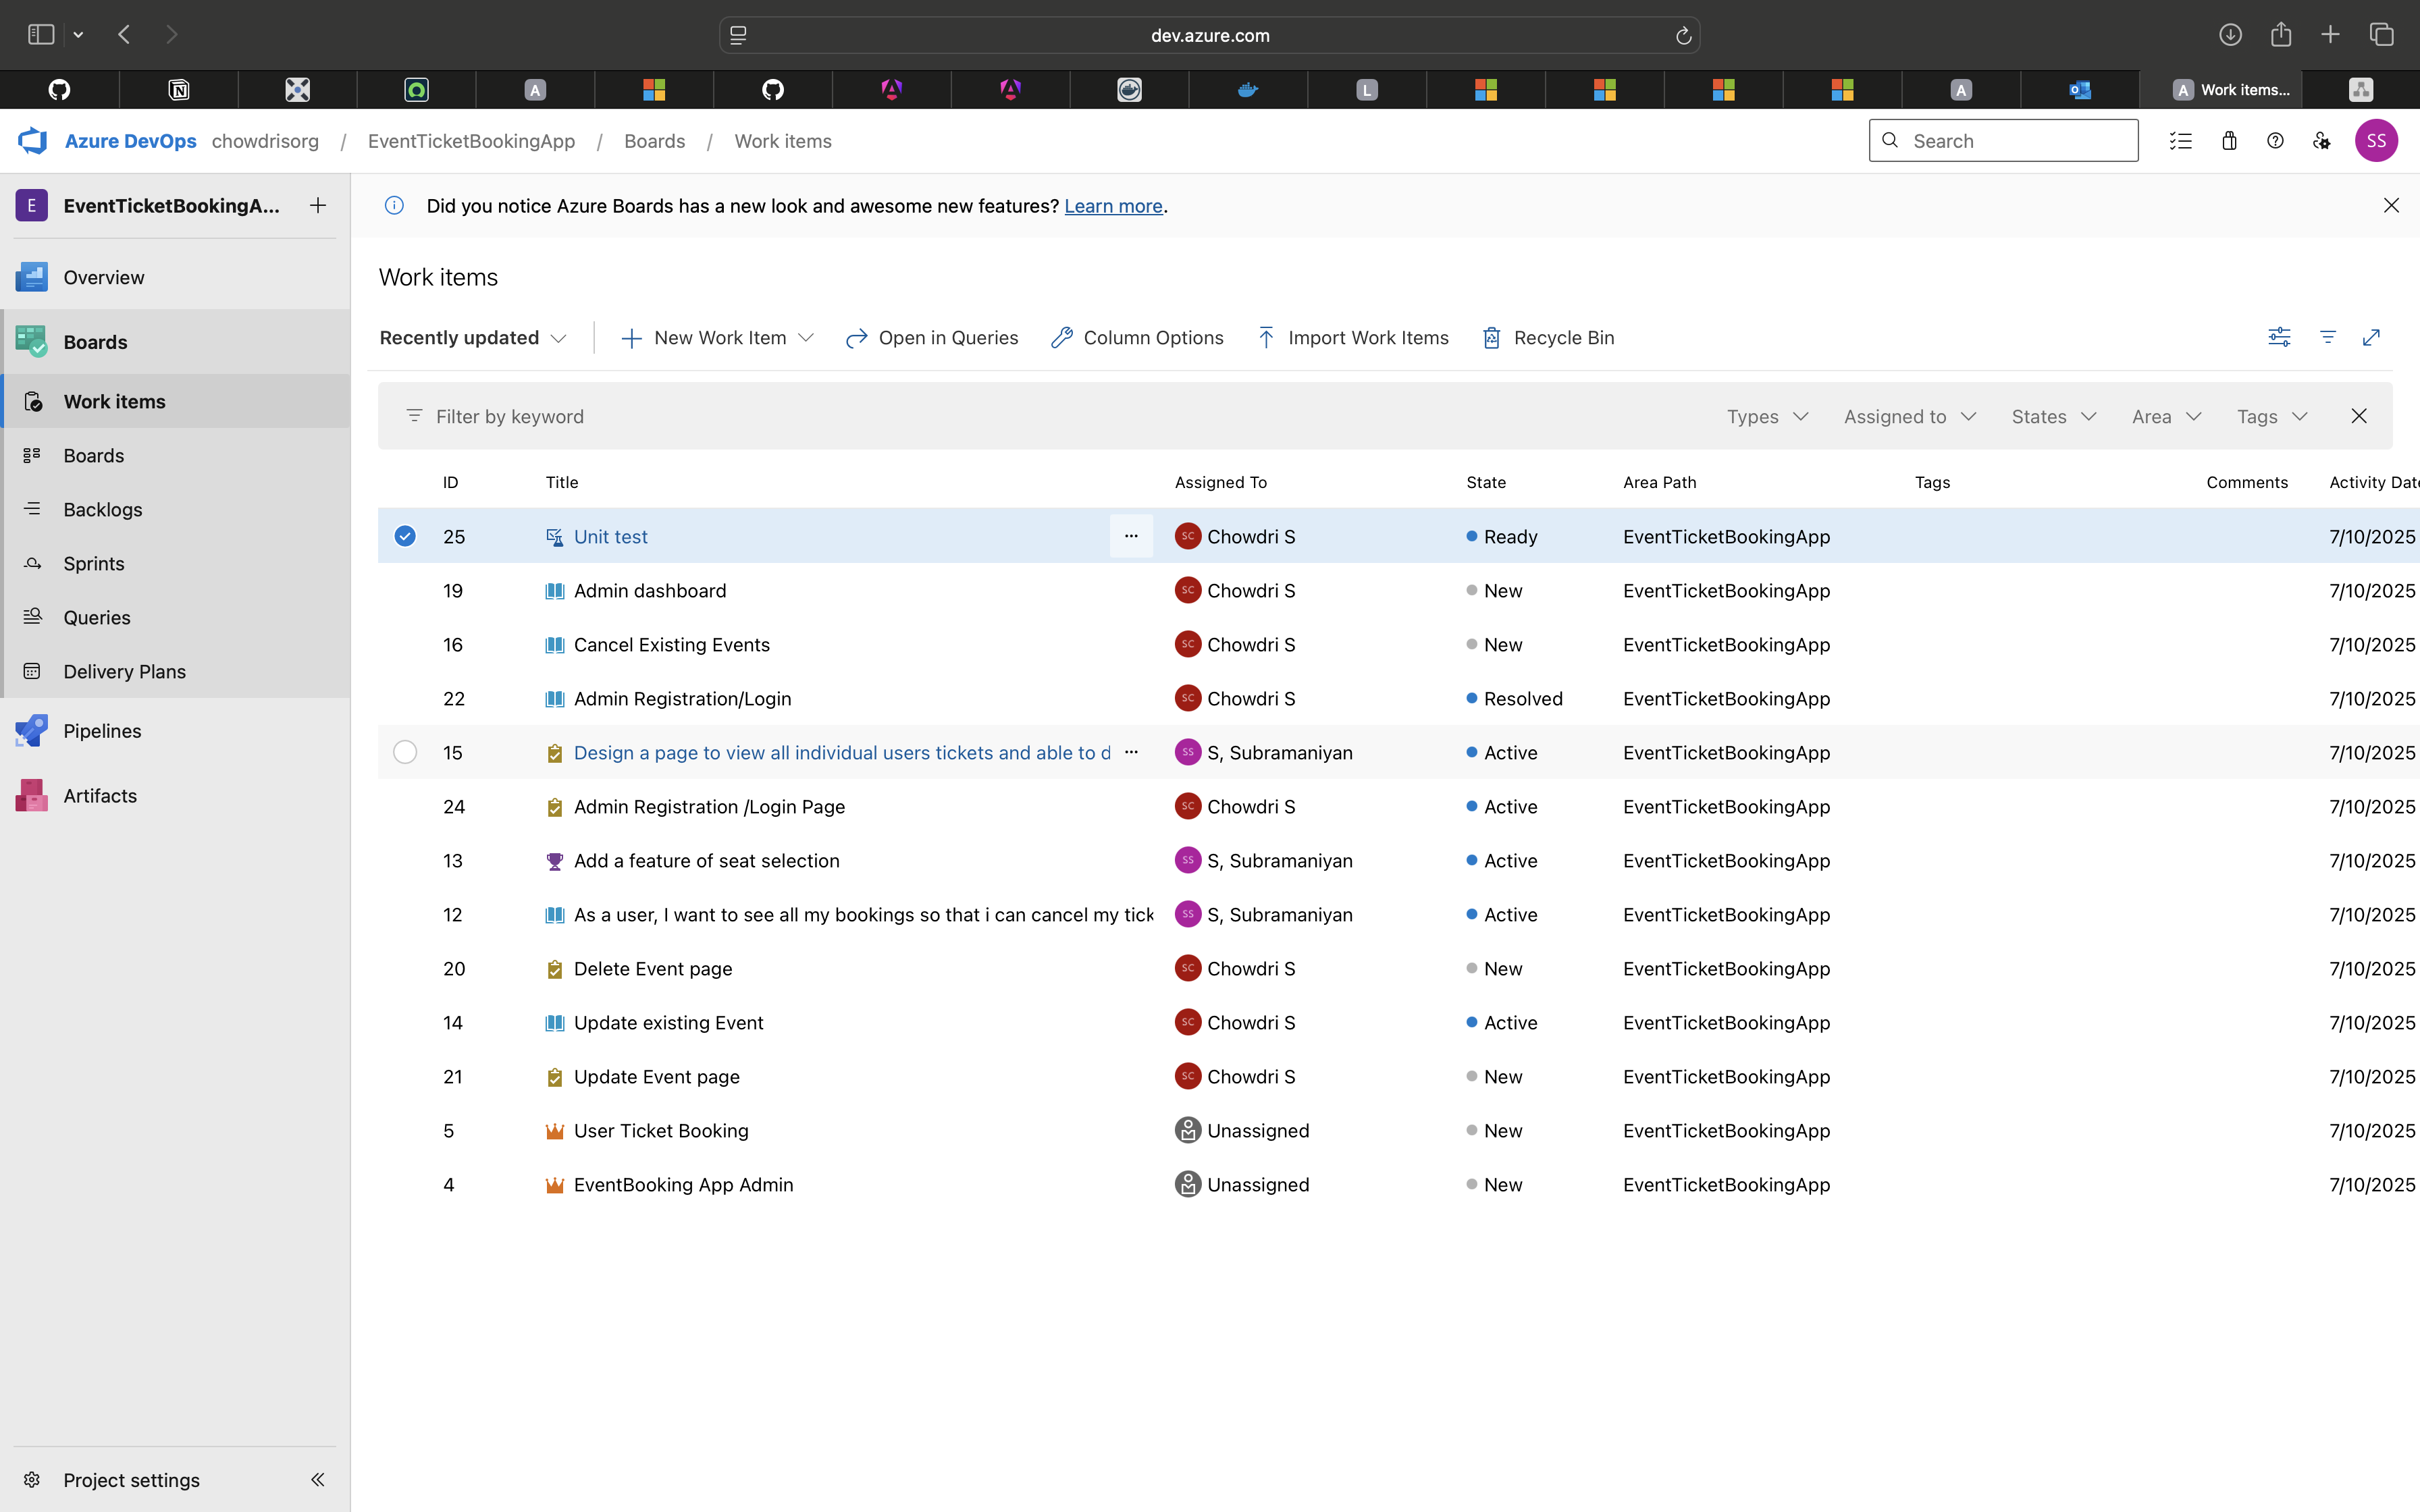 dev.azure.com
A
L
A
A Work items...
Azure DevOps chowdrisorg / EventTicketBookingApp / Boards / Work items
Search
SS
E EventTicketBookingA...
Did you notice Azure Boards has a new look and awesome new features? Learn more.
Overview
Boards
Work items
Boards
Backlogs
Sprints
Queries
Delivery Plans
Pipelines
Artifacts
Project settings
Work items
Recently updated New Work Item Open in Queries Column Options Import Work Items Recycle Bin
Filter by keyword Types Assigned to States Area Tags
ID Title Assigned To State Area Path Tags Comments Activity Date
25 Unit test ... SC Chowdri S Ready EventTicketBookingApp 7/10/2025
19 Admin dashboard SC Chowdri S New EventTicketBookingApp 7/10/2025
16 Cancel Existing Events SC Chowdri S New EventTicketBookingApp 7/10/2025
22 Admin Registration/Login SC Chowdri S Resolved EventTicketBookingApp 7/10/2025
15 Design a page to view all individual users tickets and able to d ... SS S, Subramaniyan Active EventTicketBookingApp 7/10/2025
24 Admin Registration /Login Page SC Chowdri S Active EventTicketBookingApp 7/10/2025
13 Add a feature of seat selection SS S, Subramaniyan Active EventTicketBookingApp 7/10/2025
12 As a user, I want to see all my bookings so that i can cancel my tick SS S, Subramaniyan Active EventTicketBookingApp 7/10/2025
20 Delete Event page SC Chowdri S New EventTicketBookingApp 7/10/2025
14 Update existing Event SC Chowdri S Active EventTicketBookingApp 7/10/2025
21 Update Event page SC Chowdri S New EventTicketBookingApp 7/10/2025
5 User Ticket Booking Unassigned New EventTicketBookingApp 7/10/2025
4 EventBooking App Admin Unassigned New EventTicketBookingApp 7/10/2025